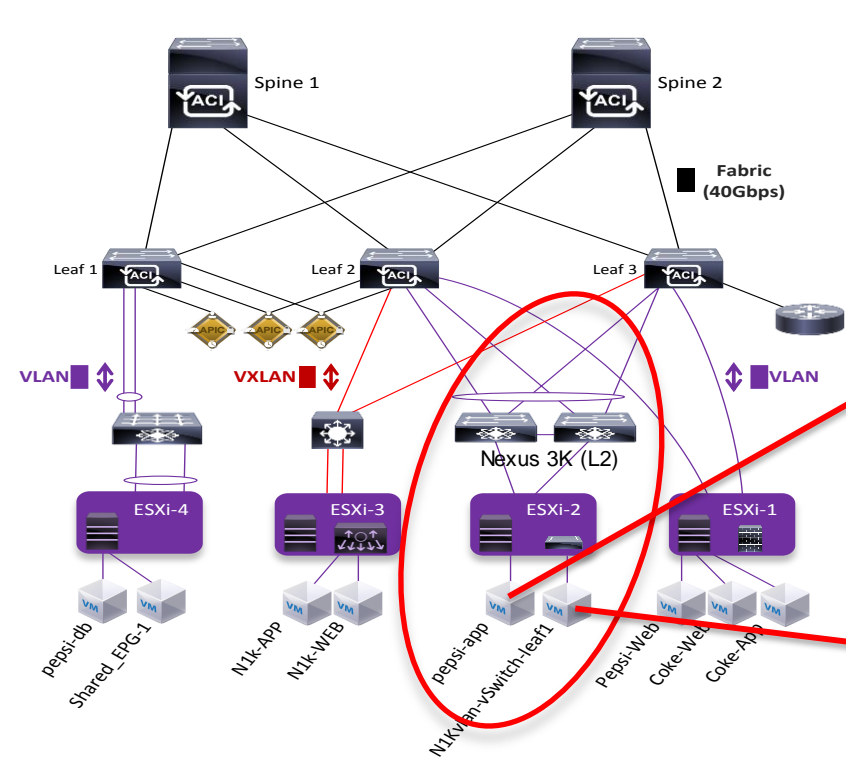 Spine 1
Spine 2
ACI
ACI
Fabric
(40Gbps)
Leaf 1
Leaf 2
Leaf 3
ACI
ACI
ACI
APIC
APIC
APIC
VLAN
VXLAN
VLAN
Nexus 3K (L2)
ESXi-4
ESXi-3
ESXi-2
ESXi-1
VM
VM
VM
VM
VM
VM
VM
VM
VM
pepsi-db
Shared_EPG-1
N1k-APP
N1k-WEB
pepsi-app
N1Kvlan-vSwitch-leaf1
Pepsi-Web
Coke-Web
Coke-App